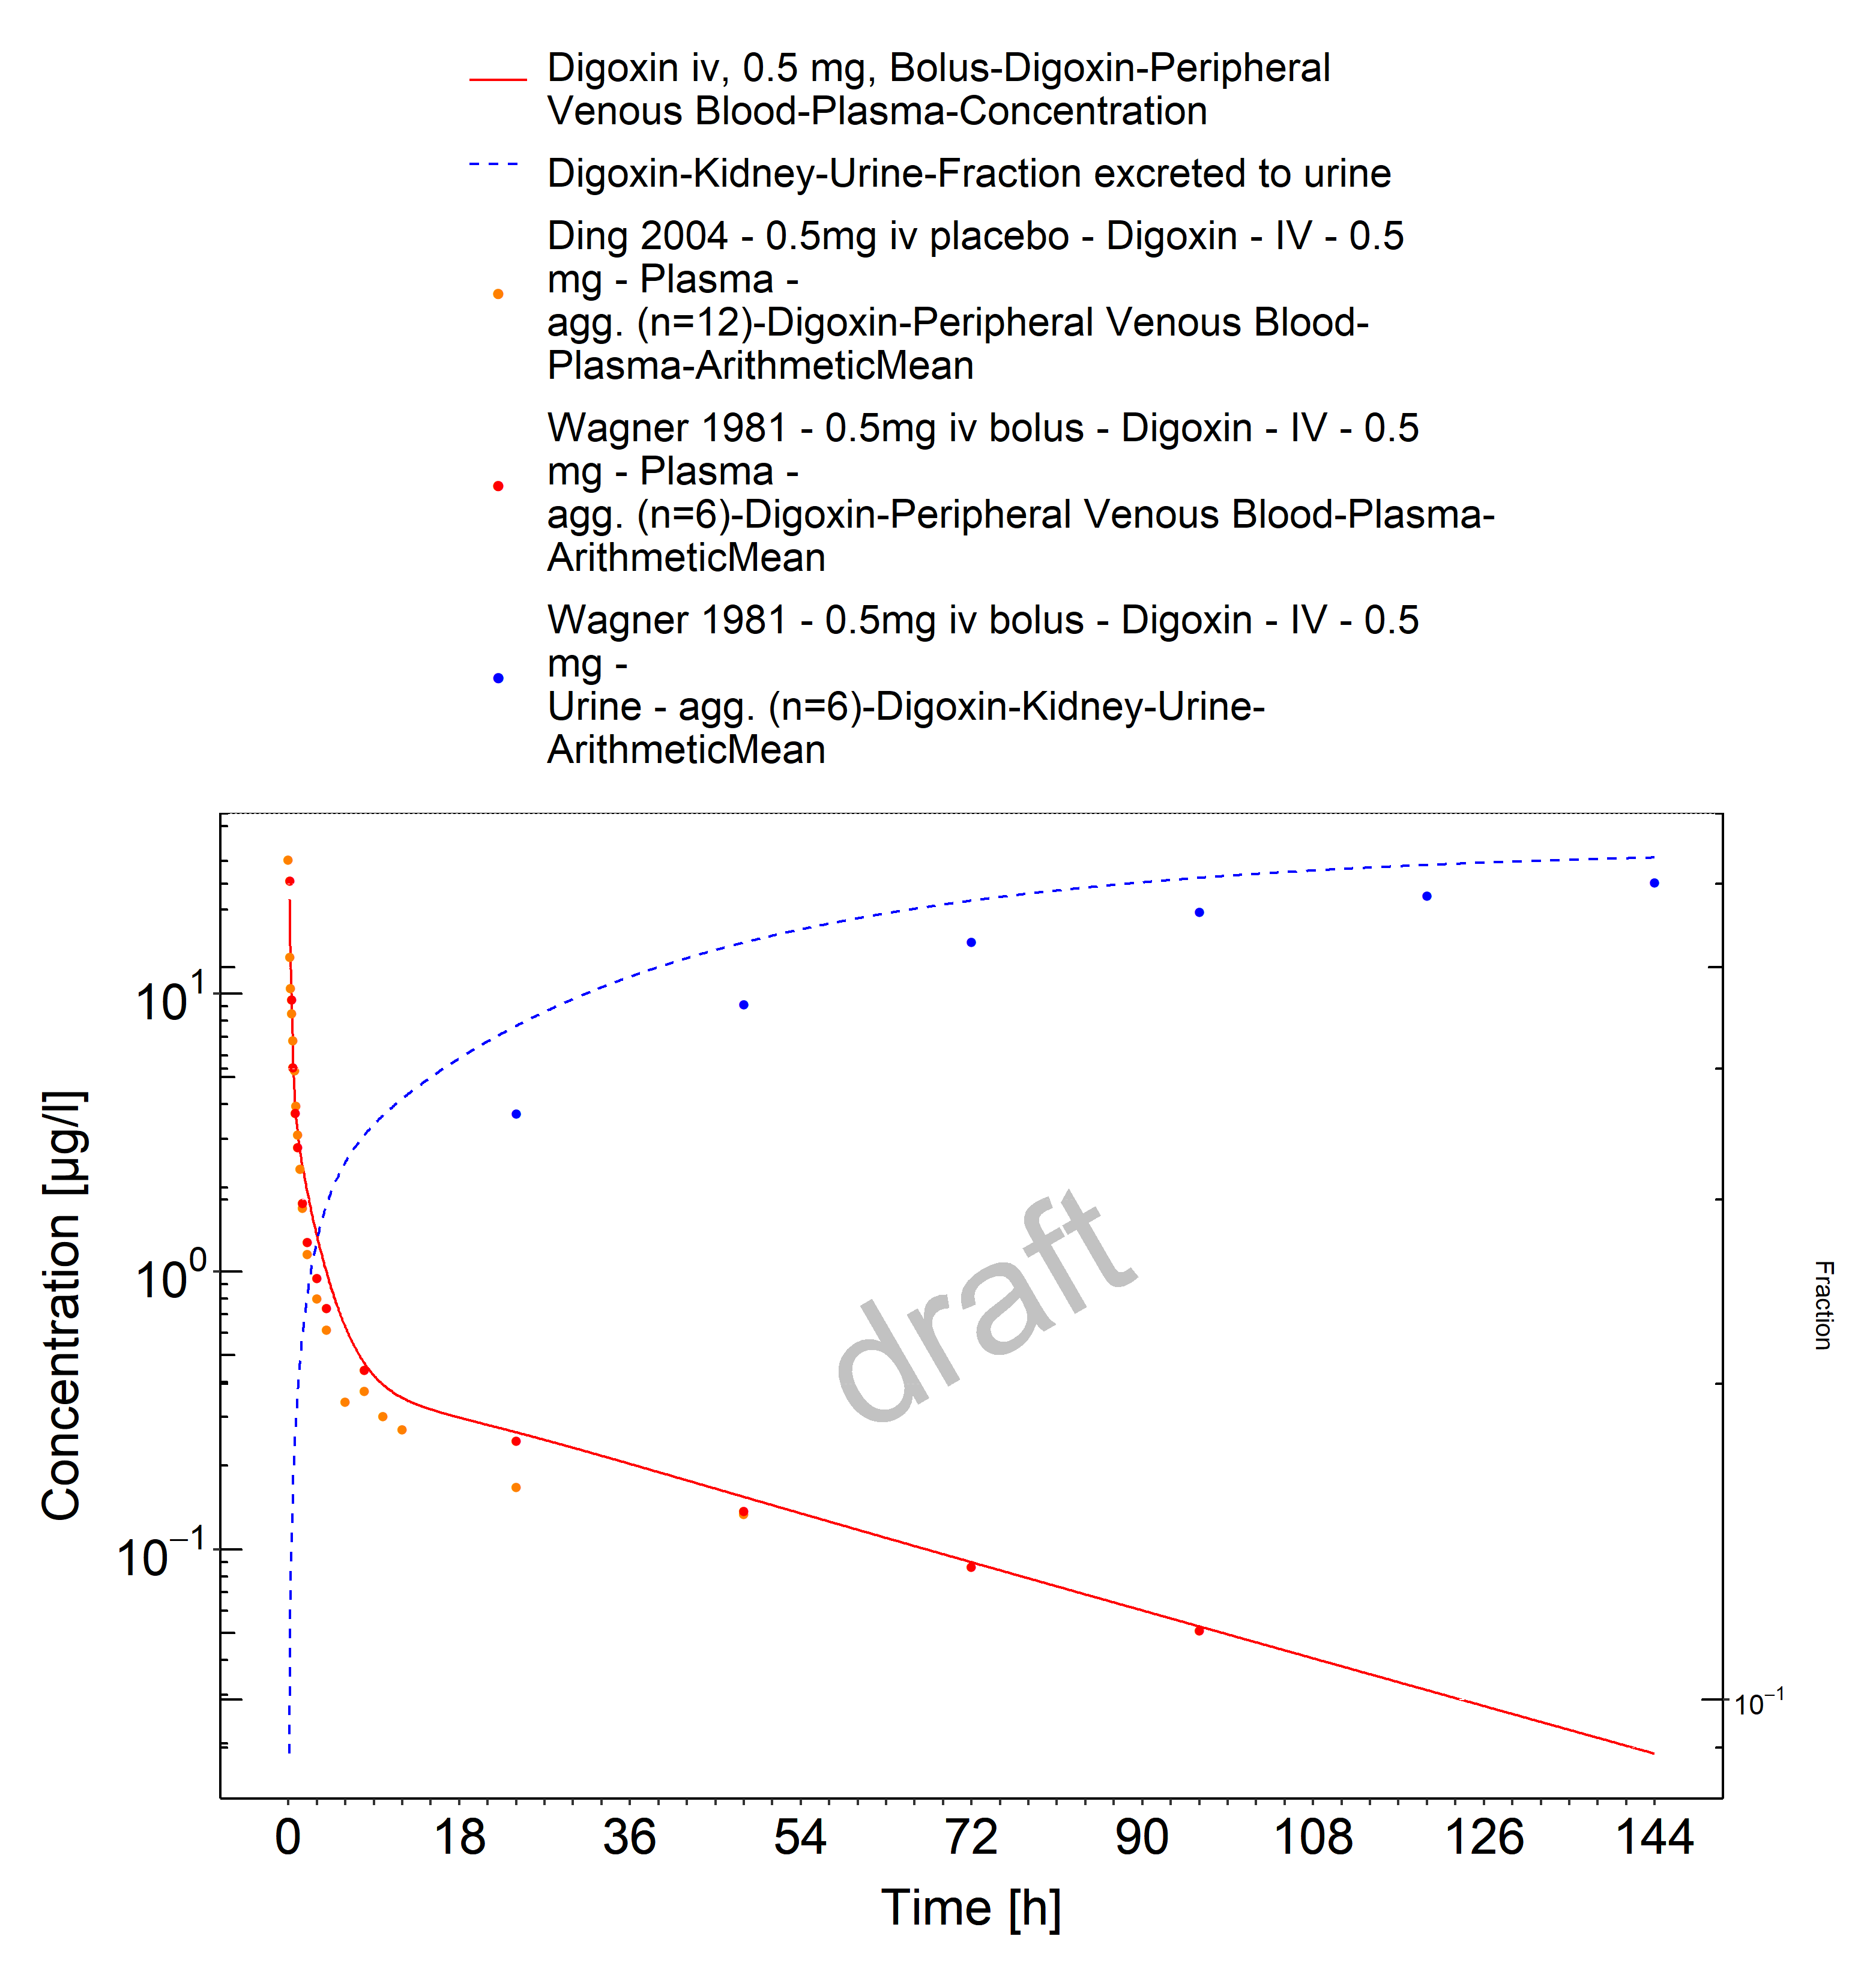 Digoxin iv, 0.5 mg, Bolus-Digoxin-Peripheral
Venous Blood-Plasma-Concentration
Digoxin-Kidney-Urine-Fraction excreted to urine
Ding 2004 - 0.5mg iv placebo - Digoxin - IV - 0.5
mg - Plasma -
agg. (n=12)-Digoxin-Peripheral Venous Blood-
Plasma-ArithmeticMean
Wagner 1981 - 0.5mg iv bolus - Digoxin - IV - 0.5
mg - Plasma -
agg. (n=6)-Digoxin-Peripheral Venous Blood-Plasma-
ArithmeticMean
Wagner 1981 - 0.5mg iv bolus - Digoxin - IV - 0.5
mg -
Urine - agg. (n=6)-Digoxin-Kidney-Urine-
ArithmeticMean
10¹
10⁰
10⁻¹
Concentration [µg/l]
draft
Fraction
10⁻¹
0 18 36 54 72 90 108 126 144
Time [h]